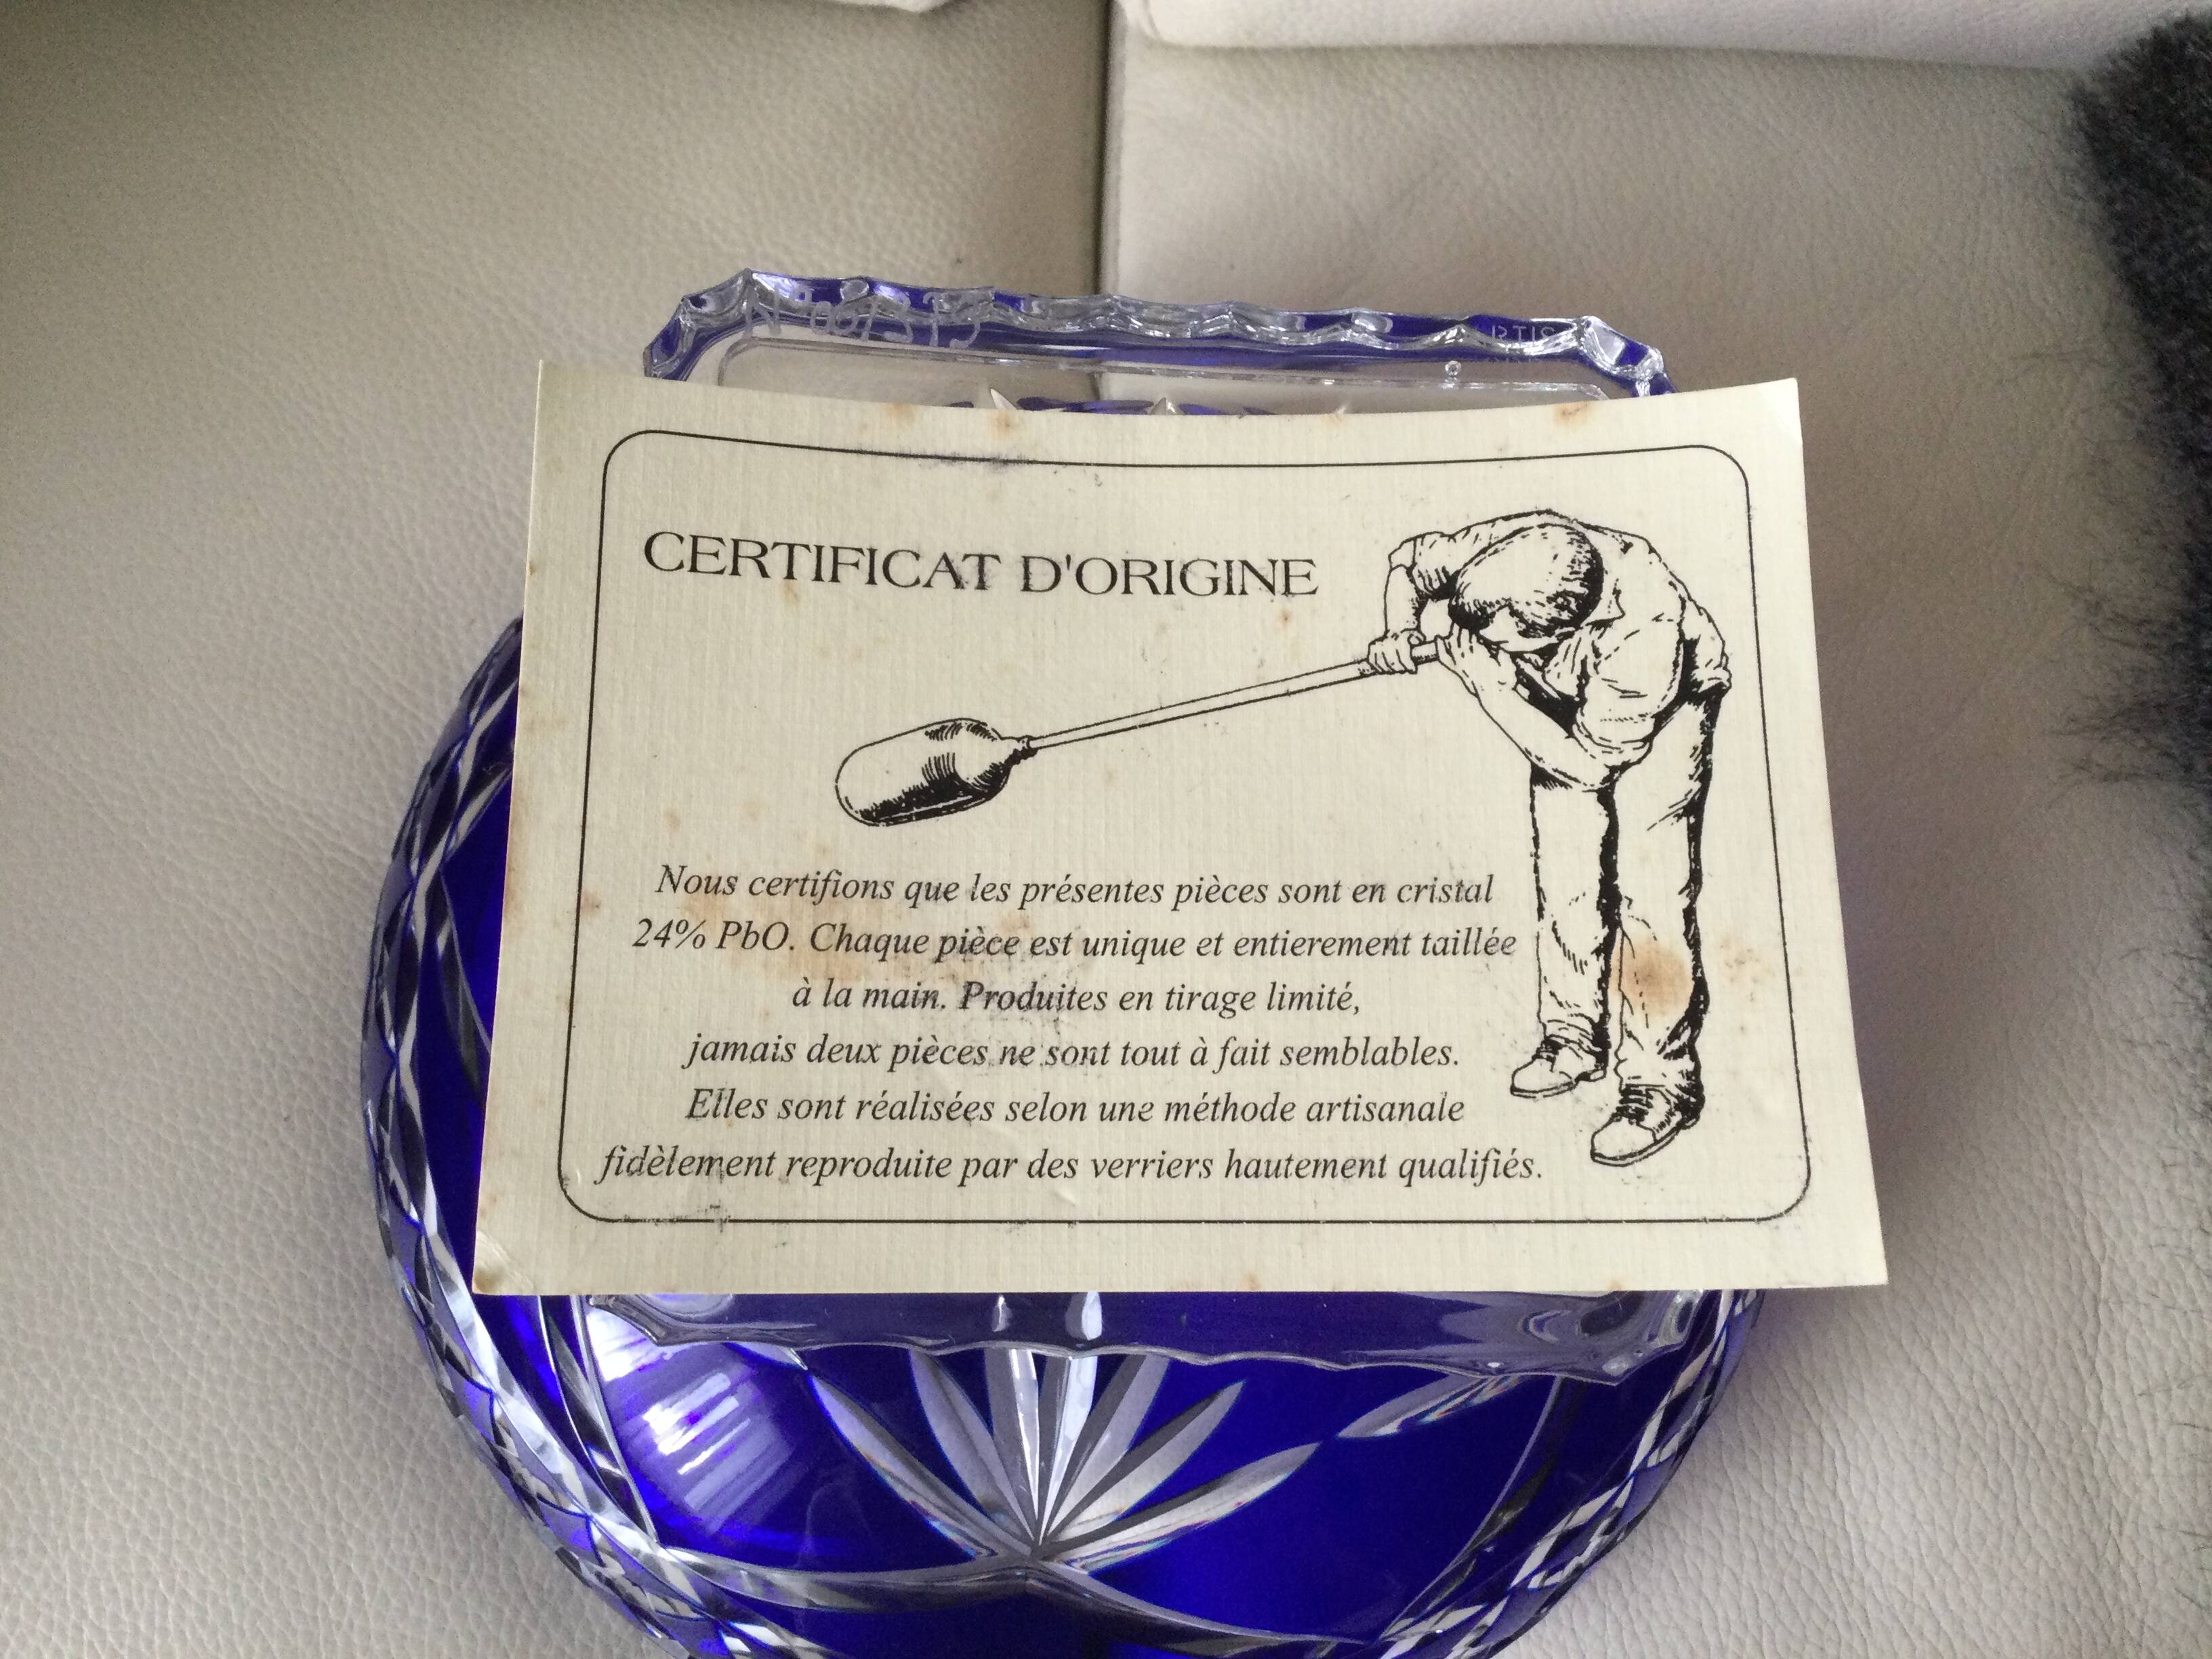 CERTIFICAT D'ORIGINE
Nous certifions que les présentes pièces sont en cristal
24% PbO. Chaque pièce est unique et entierement taillée
à la main. Produites en tirage limité,
jamais deux pièces ne sont tout à fait semblables.
Elles sont réalisées selon une méthode artisanale
fidèlement reproduite par des verriers hautement qualifiés.